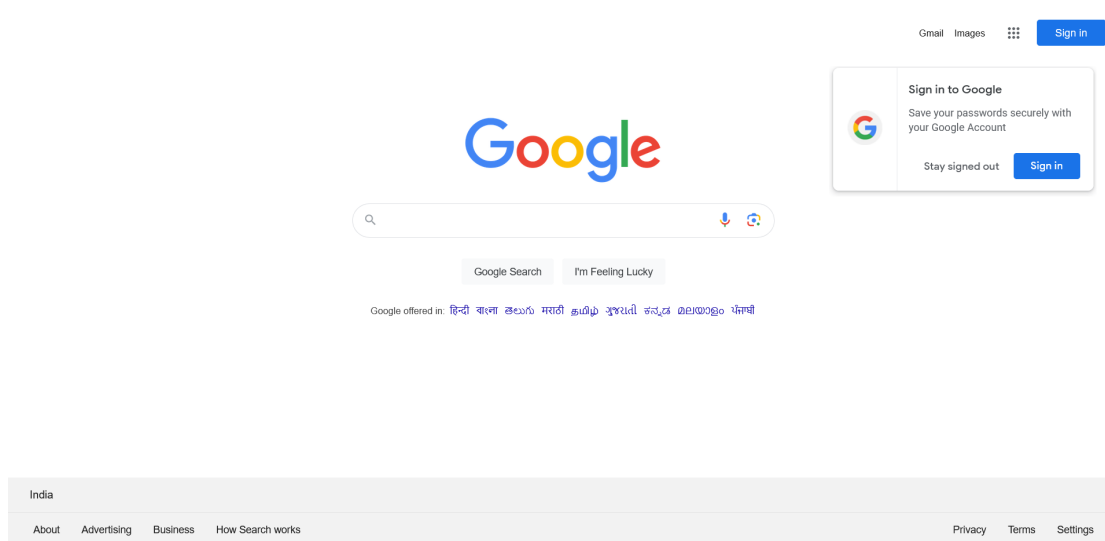 Gmail Images Sign in
Sign in to Google
Save your passwords securely with
your Google Account
Stay signed out Sign in
Google
Google Search I'm Feeling Lucky
Google offered in: हिन्दी বাংলা తెలుగు मराठी தமிழ் ગુજરાતી ಕನ್ನಡ മലയാളം ਪੰਜਾਬੀ
India
About Advertising Business How Search works Privacy Terms Settings